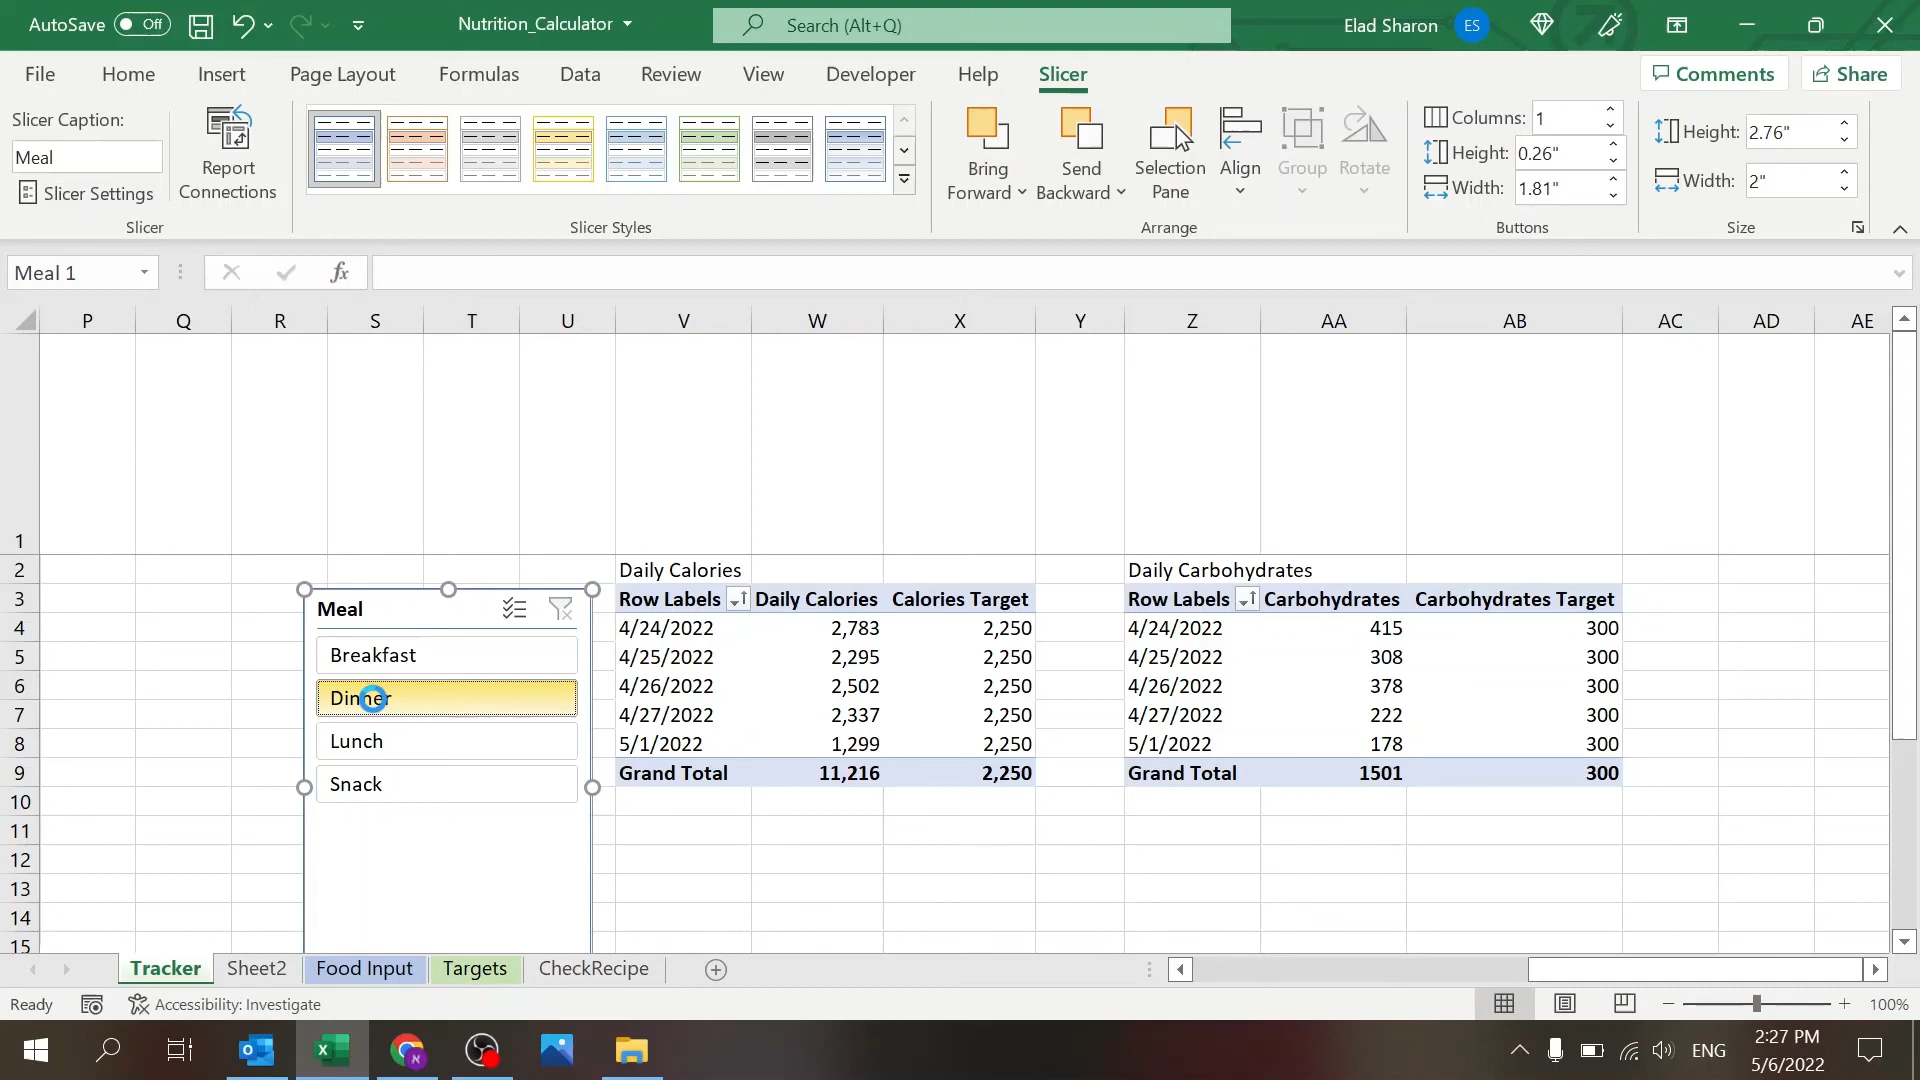 AutoSave Off Nutrition_Calculator Search (Alt+Q) Elad Sharon ES
File Home Insert Page Layout Formulas Data Review View Developer Help Slicer Comments Share
Slicer Caption:
Meal
Slicer Settings
Report
Connections
Slicer
Slicer Styles
Bring
Forward
Send
Backward
Selection
Pane
Align
Group
Rotate
Arrange
Columns: 1
Height: 0.26"
Width: 1.81"
Buttons
Height: 2.76"
Width: 2"
Size
Meal 1 fx
P Q R S T U V W X Y Z AA AB AC AD AE
1
2 Daily Calories Daily Carbohydrates
3 Row Labels Daily Calories Calories Target Row Labels Carbohydrates Carbohydrates Target
4 4/24/2022 2,783 2,250 4/24/2022 415 300
5 4/25/2022 2,295 2,250 4/25/2022 308 300
6 4/26/2022 2,502 2,250 4/26/2022 378 300
7 4/27/2022 2,337 2,250 4/27/2022 222 300
8 5/1/2022 1,299 2,250 5/1/2022 178 300
9 Grand Total 11,216 2,250 Grand Total 1501 300
10
11
12
13
14
15
Meal
Breakfast
Dinner
Lunch
Snack
Tracker Sheet2 Food Input Targets CheckRecipe
Ready Accessibility: Investigate 100%
ENG
2:27 PM
5/6/2022